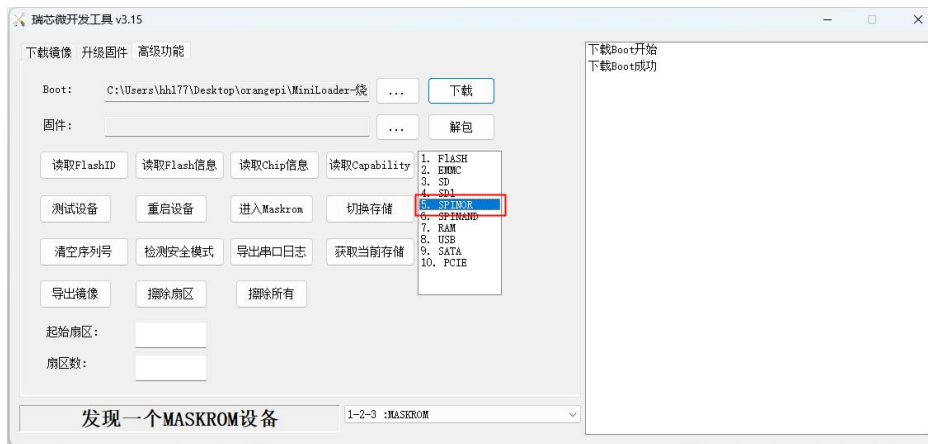 瑞芯微开发工具 v3.15
下载镜像 升级固件 高级功能
Boot: C:\Users\hh177\Desktop\orangepi\MiniLoader-烧 ... 下载
固件: ... 解包
读取FlashID 读取Flash信息 读取Chip信息 读取Capability
测试设备 重启设备 进入Maskrom 切换存储
清空序列号 检测安全模式 导出串口日志 获取当前存储
导出镜像 擦除扇区 擦除所有
1. FlASH
2. EMMC
3. SD
4. SD1
5. SPINOR
6. SPINAND
7. RAM
8. USB
9. SATA
10. PCIE
起始扇区:
扇区数:
发现一个MASKROM设备
1-2-3 :MASKROM
下载Boot开始
下载Boot成功